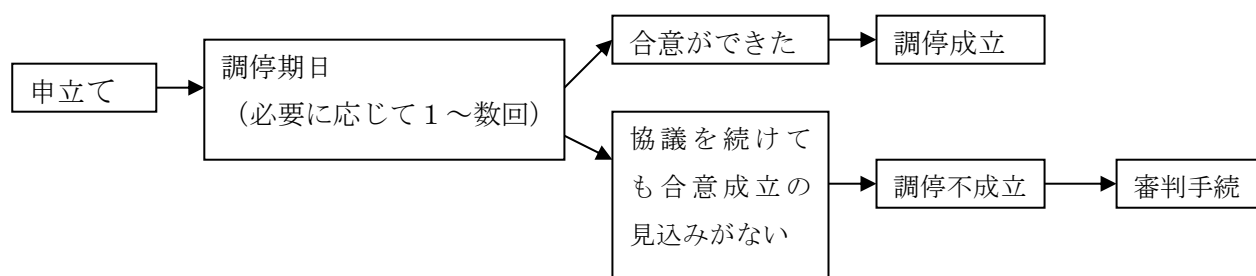 申立て
調停期日
（必要に応じて１～数回）
合意ができた
調停成立
協議を続けて
も合意成立の
見込みがない
調停不成立
審判手続